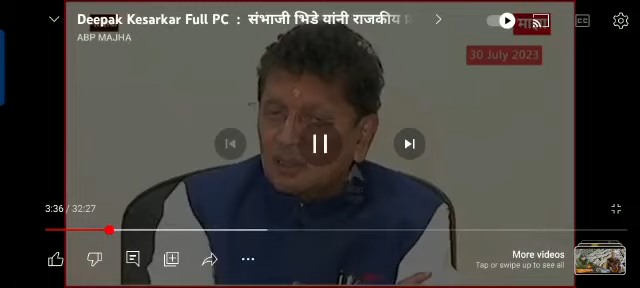 Deepak Kesarkar Full PC : संभाजी भिडे यांनी राजकीय
ABP MAJHA
30 July 2023
3:36 / 32:27
More videos
Tap or swipe up to see all